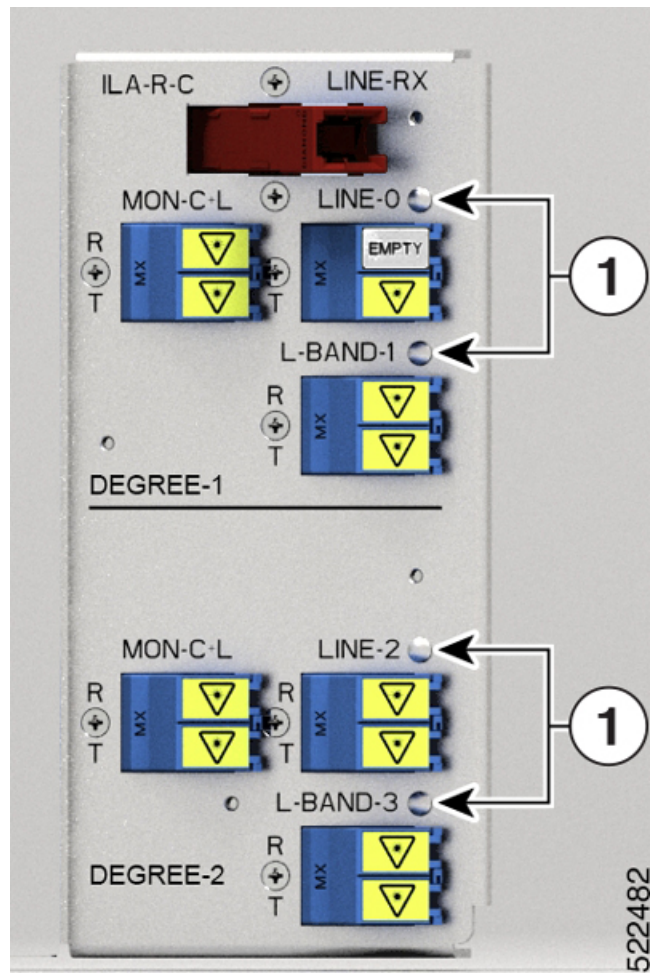 ILA-R-C LINE-RX
MON-C+L LINE-0
R
T
MX
MX
EMPTY
T
1
L-BAND-1
R
T
MX
DEGREE-1
MON-C+L LINE-2
R
T
MX
R
T
MX
1
L-BAND-3
R
T
MX
DEGREE-2
522482